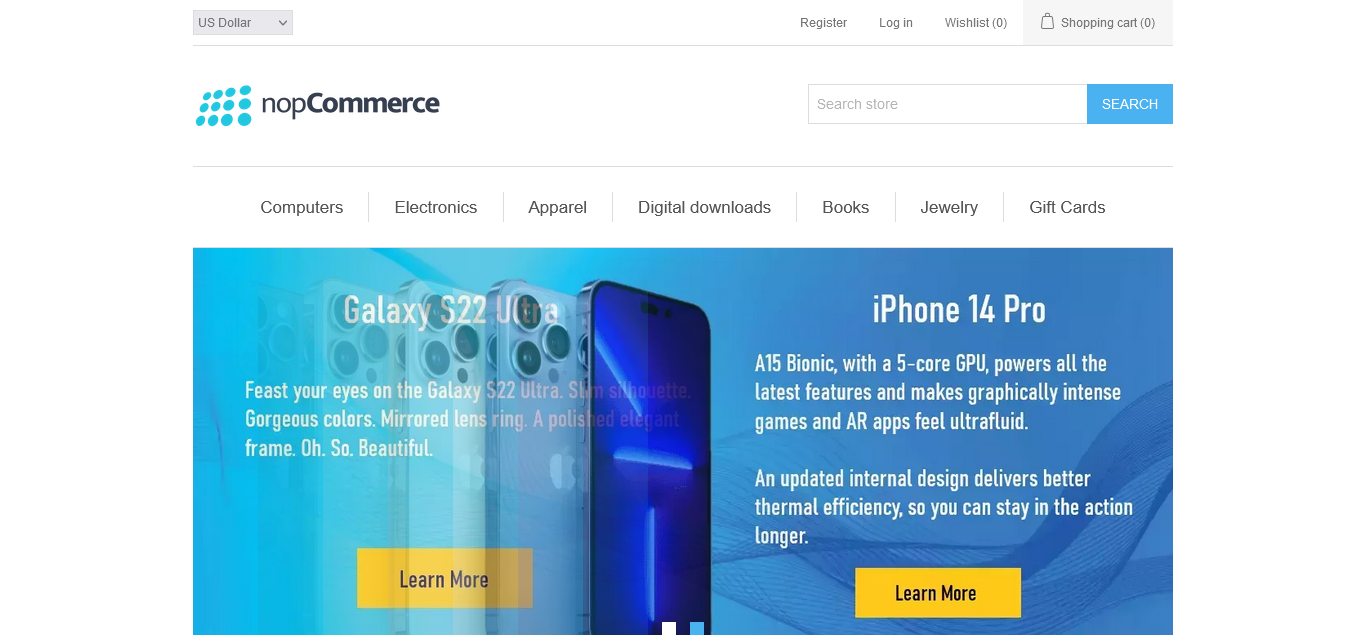 US Dollar
Register
Log in
Wishlist (0)
Shopping cart (0)
nopCommerce
Search store
SEARCH
Computers
Electronics
Apparel
Digital downloads
Books
Jewelry
Gift Cards
Galaxy S22 Ultra
Feast your eyes on the Galaxy S22 Ultra. Slim silhouette.
Gorgeous colors. Mirrored lens ring. A polished elegant
frame. Oh. So. Beautiful.
Learn More
iPhone 14 Pro
A15 Bionic, with a 5-core GPU, powers all the
latest features and makes graphically intense
games and AR apps feel ultrafluid.
An updated internal design delivers better
thermal efficiency, so you can stay in the action
longer.
Learn More